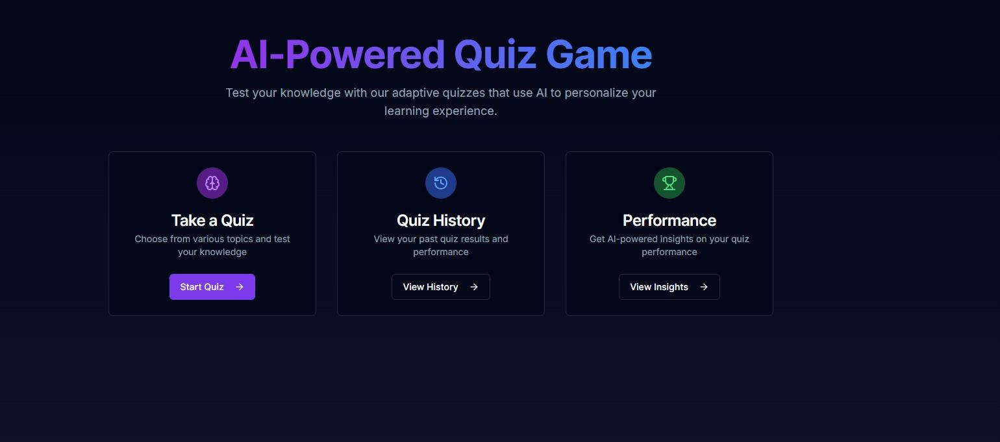 AI-Powered Quiz Game
Test your knowledge with our adaptive quizzes that use AI to personalize your
learning experience.
Take a Quiz
Choose from various topics and test
your knowledge
Start Quiz
Quiz History
View your past quiz results and
performance
View History
Performance
Get AI-powered insights on your quiz
performance
View Insights